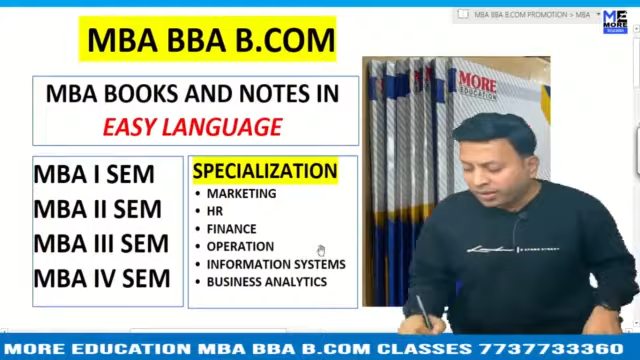 MBA BBA B.COM
MBA BBA B.COM PROMOTION > MBA
ME
MORE
MBA BOOKS AND NOTES IN
EASY LANGUAGE
MORE
EDUCATION
MBA I SEM
MBA II SEM
MBA III SEM
MBA IV SEM
SPECIALIZATION
• MARKETING
• HR
• FINANCE
• OPERATION
• INFORMATION SYSTEMS
• BUSINESS ANALYTICS
MORE EDUCATION MBA BBA B.COM CLASSES 7737733360